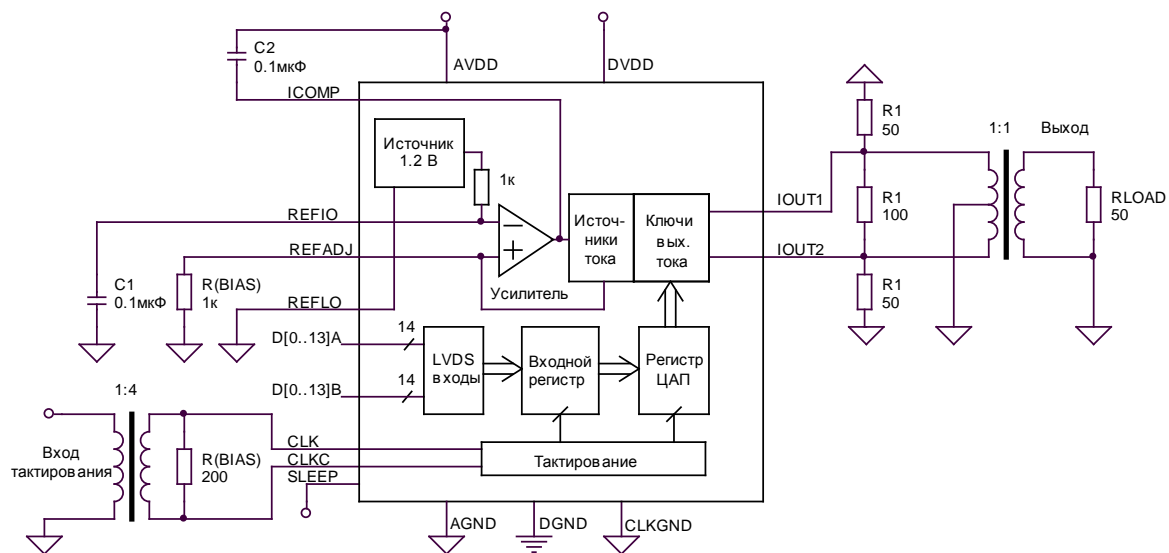 C2
0.1мкФ
AVDD
DVDD
ICOMP
Источник
1.2 В
1к
R1
50
1:1
Выход
REFIO
REFADJ
Источ-
ники
тока
Ключи
вых.
тока
IOUT1
R1
100
RLOAD
50
IOUT2
C1
0.1мкФ
R(BIAS)
1к
REFLO
Усилитель
R1
50
D[0..13]A
14
LVDS
входы
Входной
регистр
Регистр
ЦАП
D[0..13]B
14
1:4
Вход
тактирования
R(BIAS)
200
CLK
CLKC
SLEEP
Тактирование
AGND
DGND
CLKGND